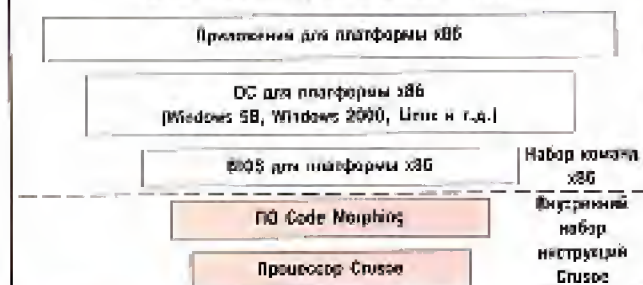 Приложения для платформы x86
ОС для платформы x86
(Windows 98, Windows 2000, Linux и т.д.)
BIOS для платформы x86
Набор команд
x86
ПО Code Morphing
Внутренний
набор
инструкций
Crusoe
Процессор Crusoe